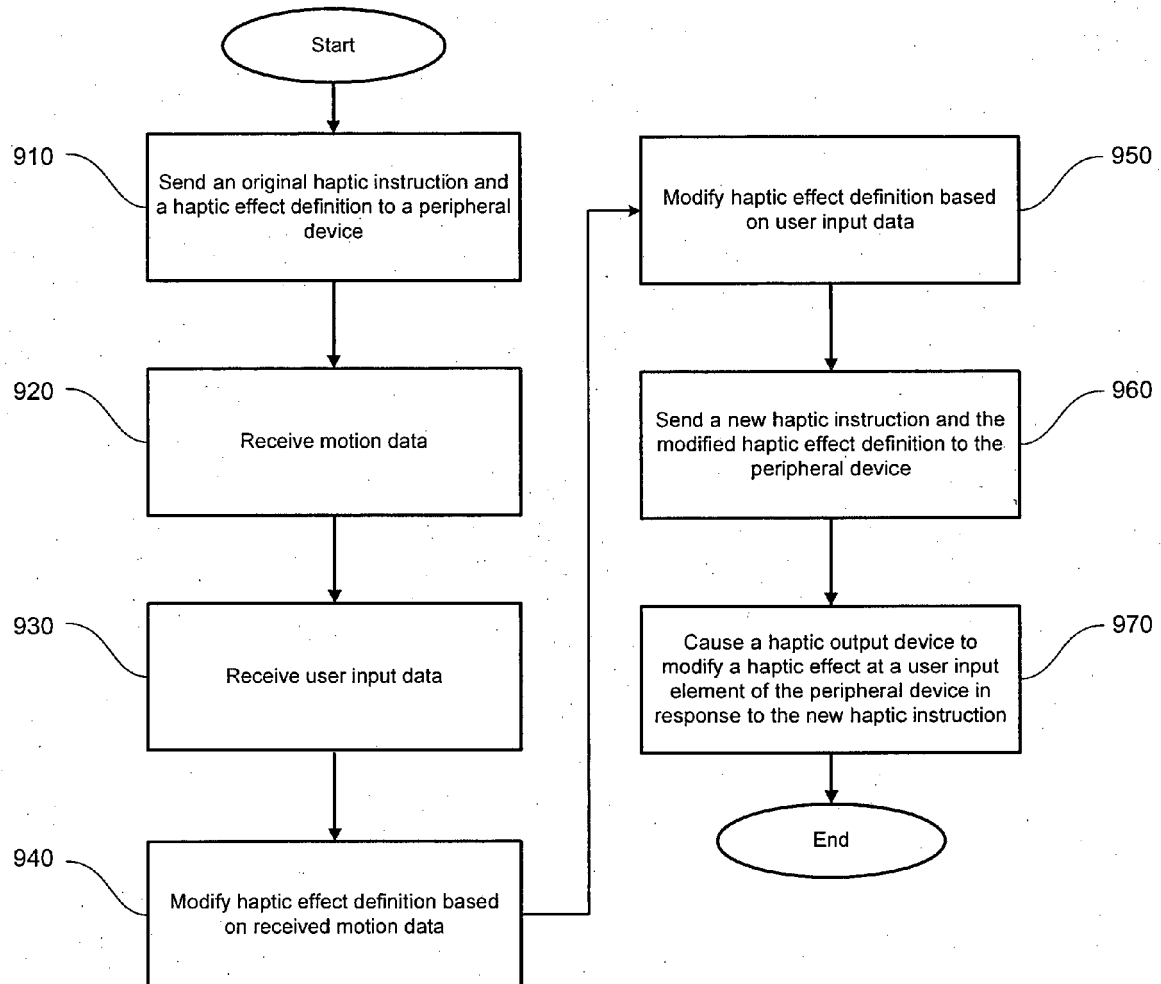 Start
910
Send an original haptic instruction and
a haptic effect definition to a peripheral
device
920
Receive motion data
930
Receive user input data
940
Modify haptic effect definition based
on received motion data
950
Modify haptic effect definition based
on user input data
960
Send a new haptic instruction and the
modified haptic effect definition to the
peripheral device
970
Cause a haptic output device to
modify a haptic effect at a user input
element of the peripheral device in
response to the new haptic instruction
End